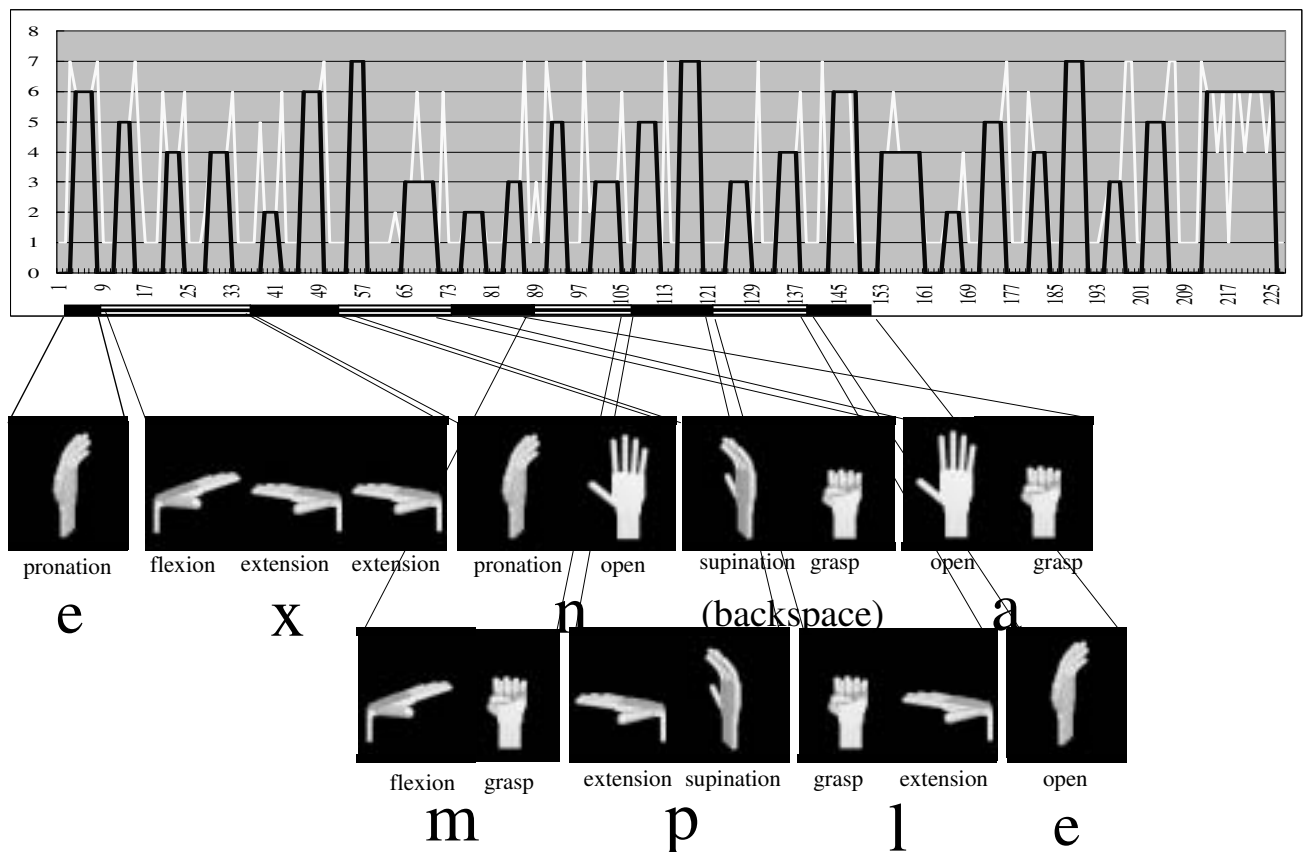 8
7
6
5
4
3
2
1
0
1 9 17 25 33 41 49 57 65 73 81 89 97 105 113 121 129 137 145 153 161 169 177 185 193 201 209 217 225
pronation flexion extension extension pronation open supination grasp open grasp
e x n (backspace) a
flexion grasp extension supination grasp extension open
m p l e